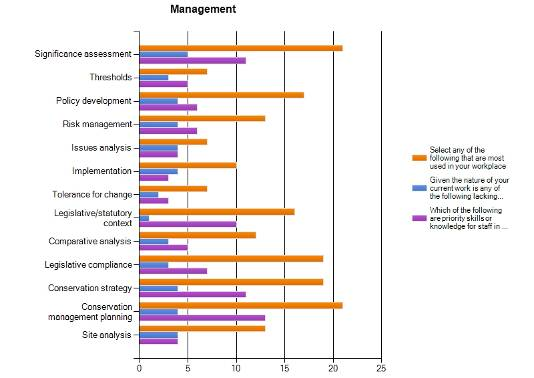 Management
Significance assessment
Thresholds
Policy development
Risk management
Issues analysis
Implementation
Tolerance for change
Legislative/statutory
context
Comparative analysis
Legislative compliance
Conservation strategy
Conservation
management planning
Site analysis
0 5 10 15 20 25
Select any of the
following that are most
used in your workplace
Given the nature of your
current work is any of
the following lacking...
Which of the following
are priority skills or
knowledge for staff in ...